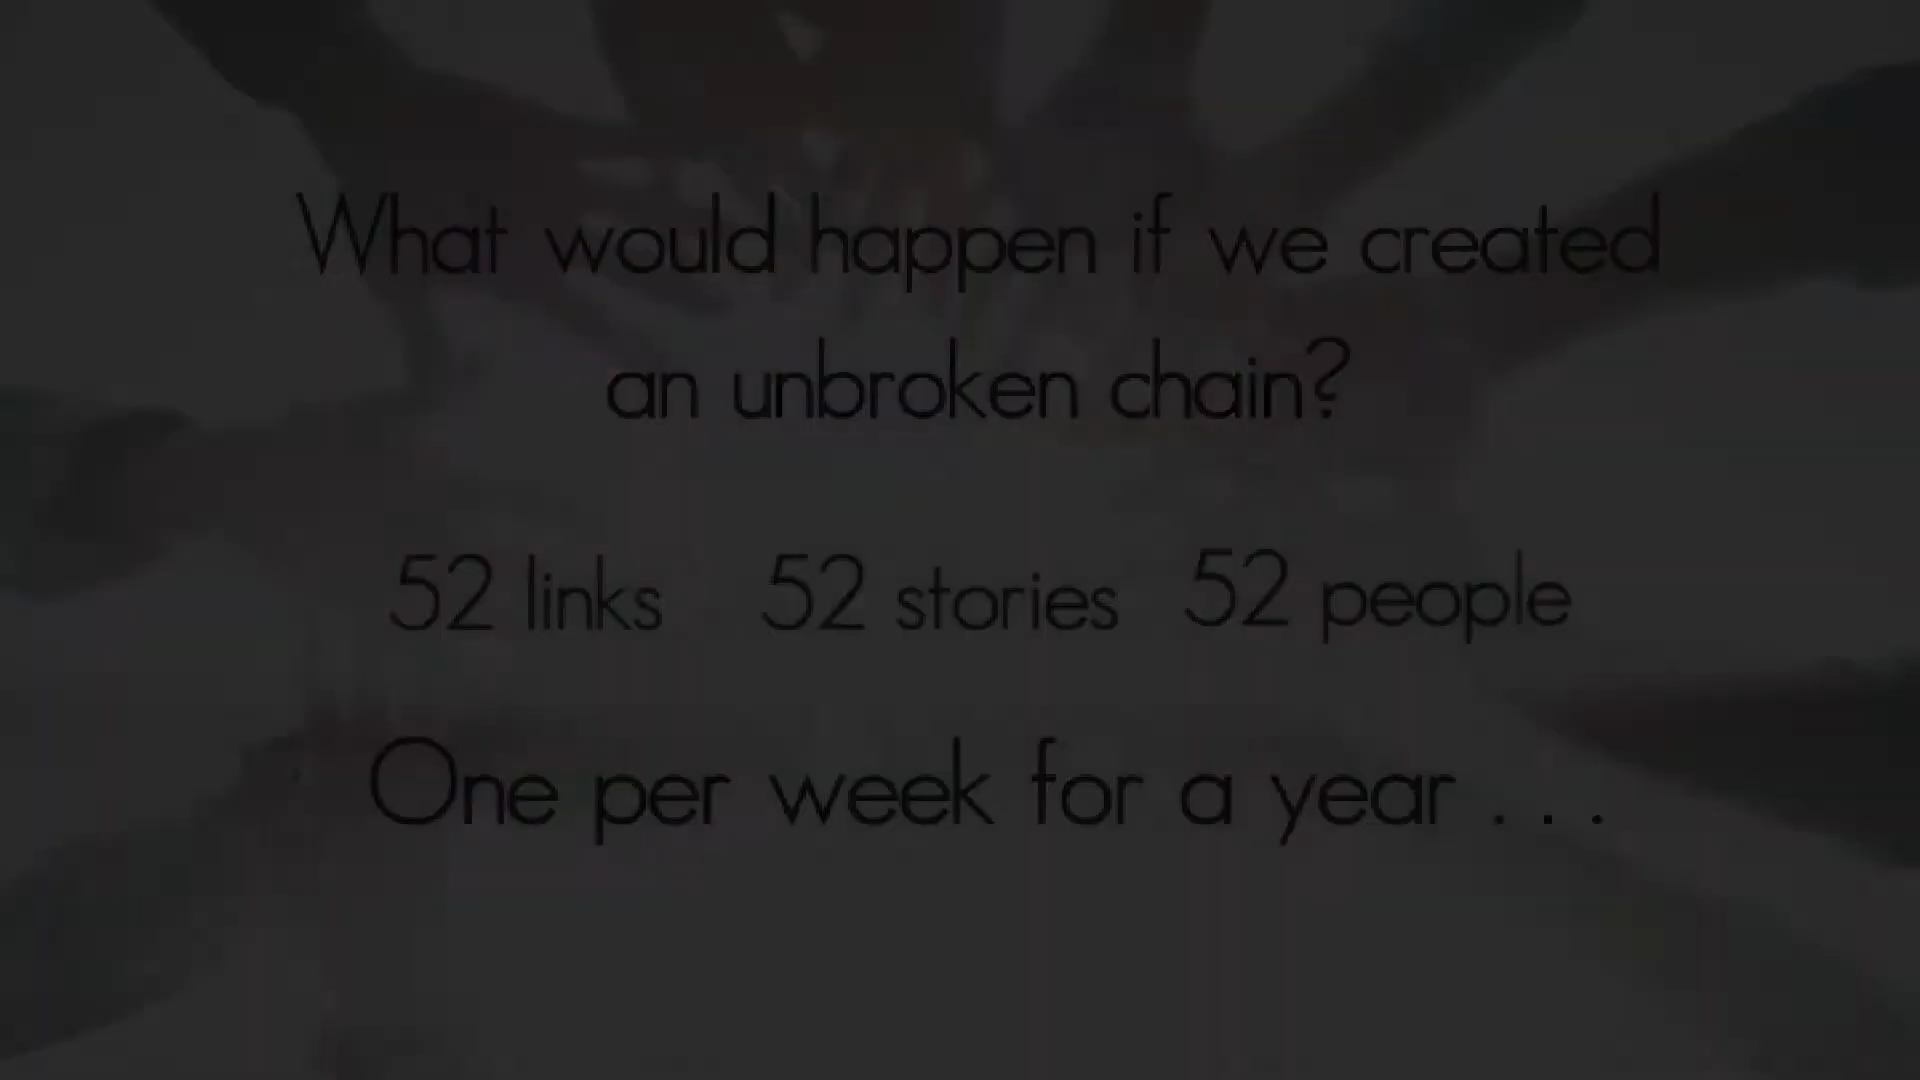 What would happen if we created
an unbroken chain?
52 links 52 stories 52 people
One per week for a year . . .